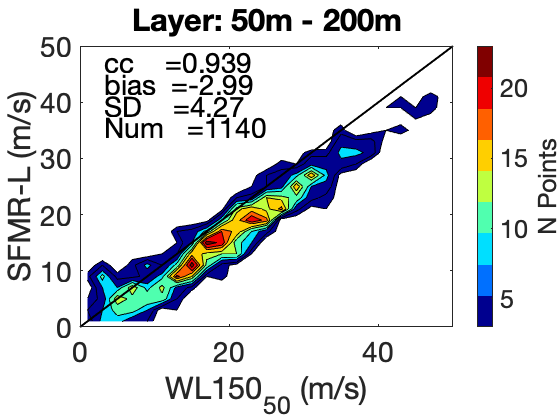 Layer: 50m - 200m
cc =0.939
bias =-2.99
SD =4.27
Num =1140
50
40
30
20
10
0
SFMR-L (m/s)
0 20 40
WL150₅₀ (m/s)
20
15
10
5
N Points